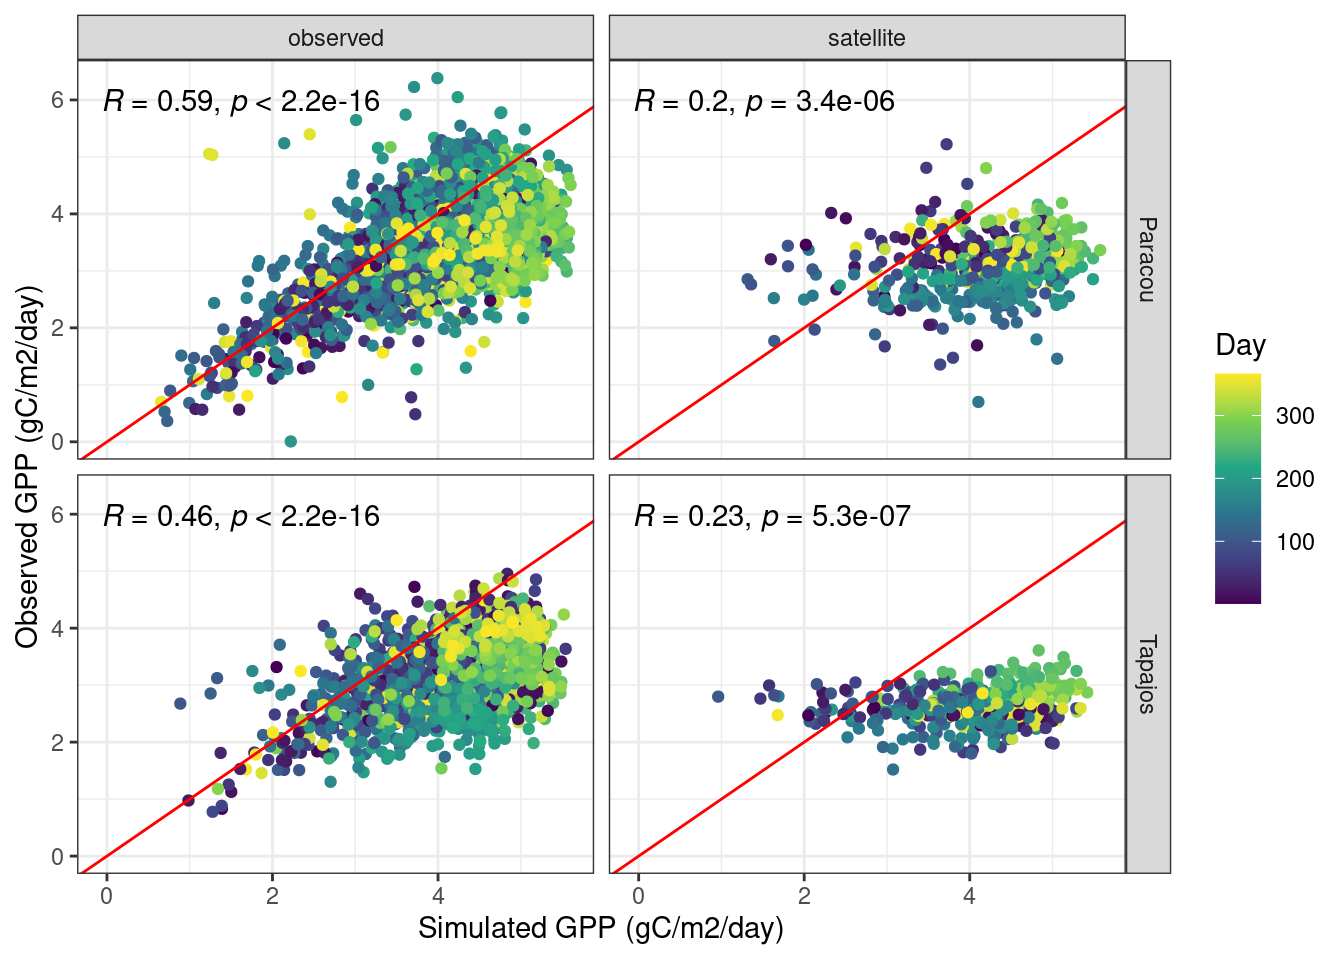 observed
satellite
R = 0.59, p < 2.2e-16
R = 0.2, p = 3.4e-06
Paracou
6
4
2
0
R = 0.46, p < 2.2e-16
R = 0.23, p = 5.3e-07
Tapajos
6
4
2
0
0 2 4
0 2 4
Simulated GPP (gC/m2/day)
Observed GPP (gC/m2/day)
Day
300
200
100